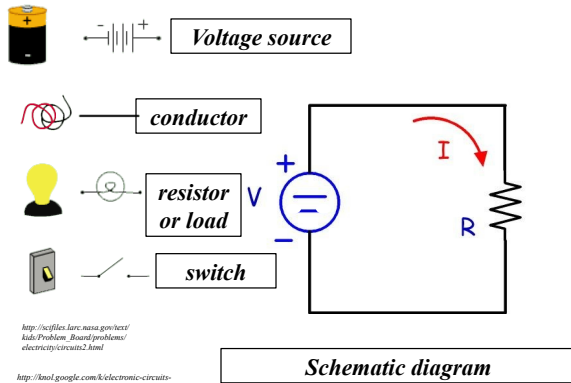 +
-
- +
Voltage source
conductor
resistor
or load
switch
+
V
-
I
R
http://scifiles.larc.nasa.gov/text/
kids/Problem_Board/problems/
electricity/circuits2.html
http://knol.google.com/k/electronic-circuits-
Schematic diagram